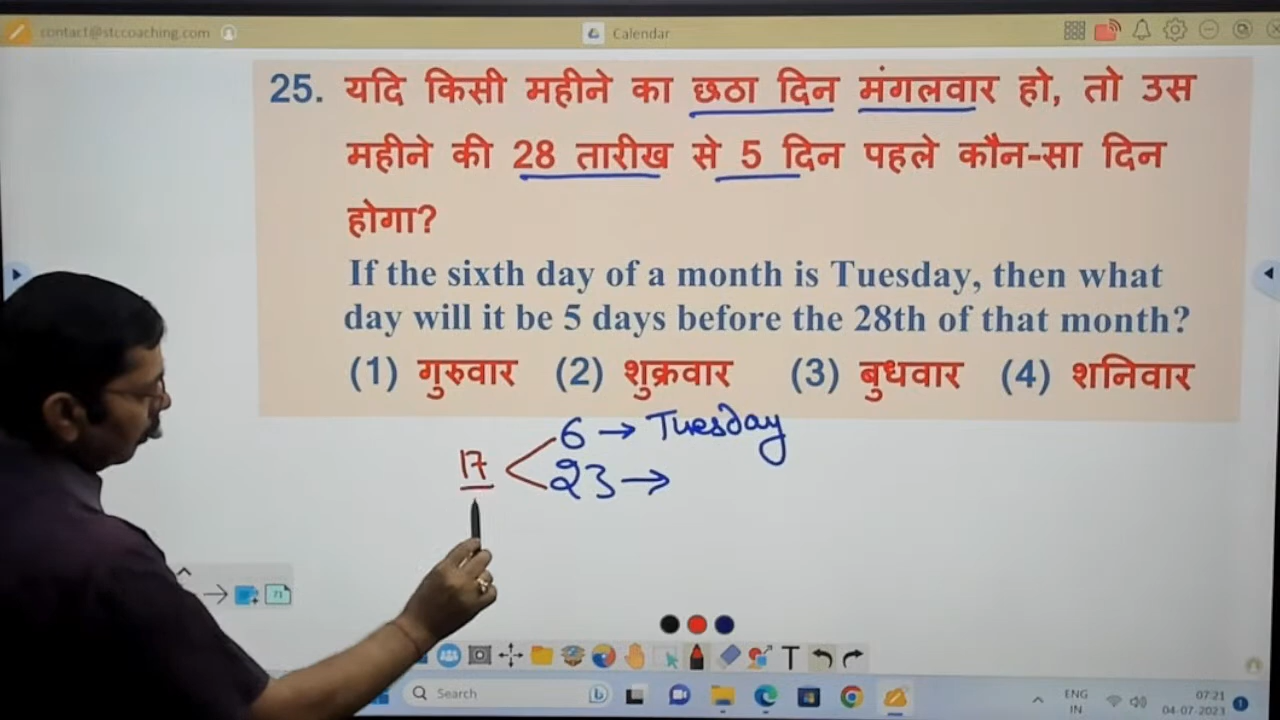 contact@stccoaching.com
Calendar
25. यदि किसी महीने का छठा दिन मंगलवार हो, तो उस
महीने की 28 तारीख से 5 दिन पहले कौन-सा दिन
होगा?
If the sixth day of a month is Tuesday, then what
day will it be 5 days before the 28th of that month?
(1) गुरुवार (2) शुक्रवार (3) बुधवार (4) शनिवार
6 → Tuesday
17
23 →
T
Search
ENG
IN
07:21
04-07-2023